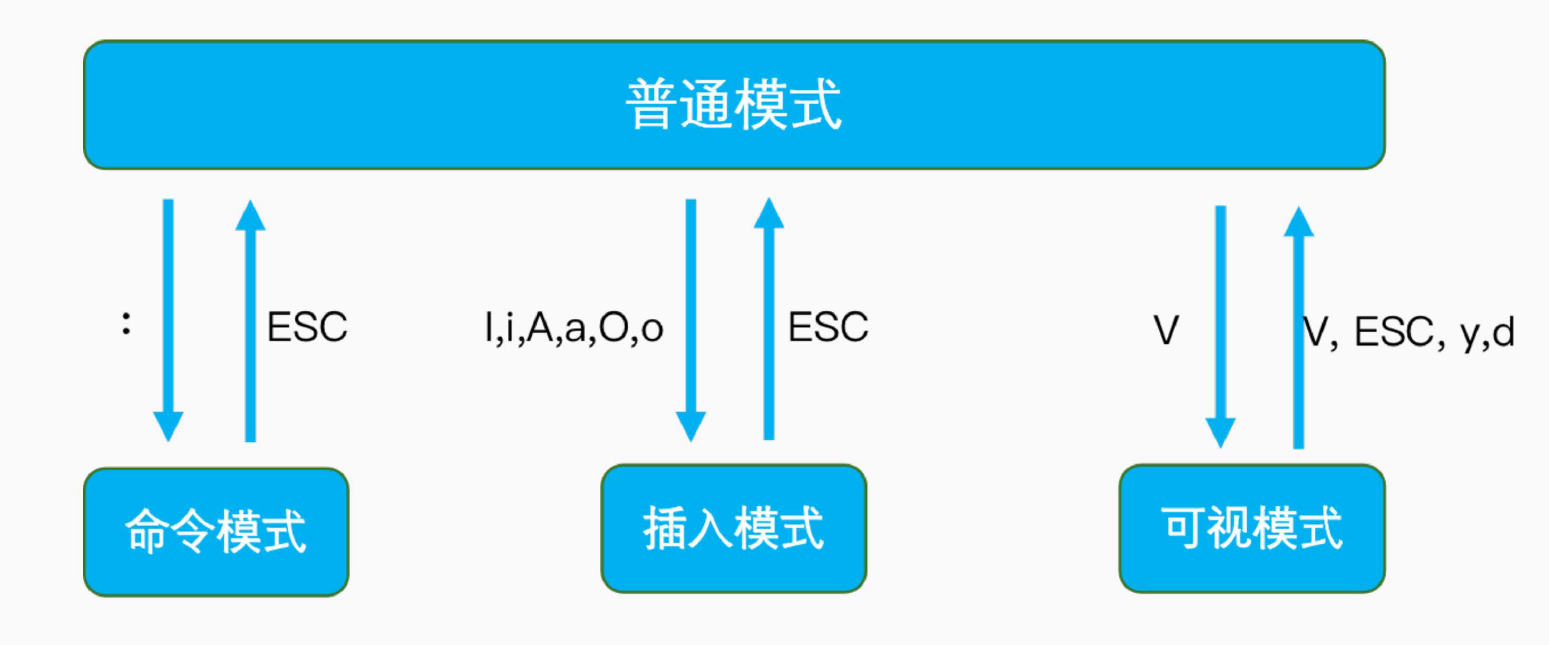 普通模式
:
ESC
I,i,A,a,O,o
ESC
V
V, ESC, y,d
命令模式
插入模式
可视模式